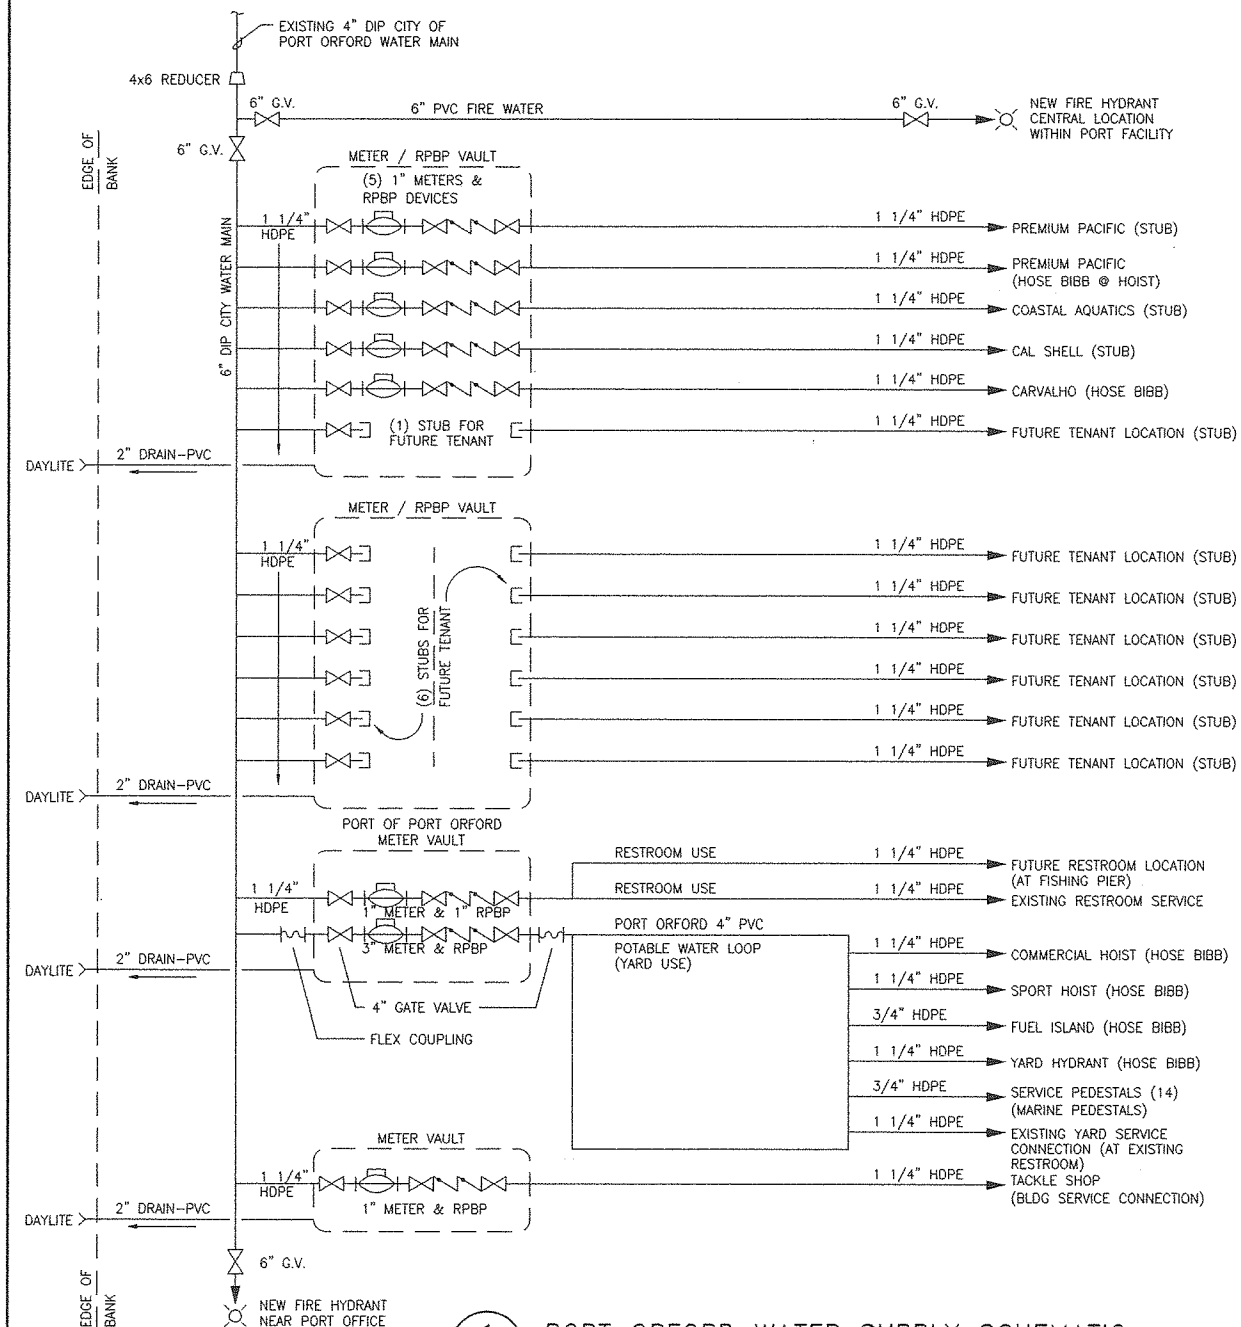 EXISTING 4" DIP CITY OF
PORT ORFORD WATER MAIN
4x6 REDUCER
6" G.V.
6" PVC FIRE WATER
6" G.V.
NEW FIRE HYDRANT
CENTRAL LOCATION
WITHIN PORT FACILITY
EDGE OF
BANK
6" G.V.
METER / RPBP VAULT
(5) 1" METERS &
RPBP DEVICES
6" DIP CITY WATER MAIN
1 1/4"
HDPE
1 1/4" HDPE
PREMIUM PACIFIC (STUB)
1 1/4" HDPE
PREMIUM PACIFIC
(HOSE BIBB @ HOIST)
1 1/4" HDPE
COASTAL AQUATICS (STUB)
1 1/4" HDPE
CAL SHELL (STUB)
1 1/4" HDPE
CARVALHO (HOSE BIBB)
(1) STUB FOR
FUTURE TENANT
1 1/4" HDPE
FUTURE TENANT LOCATION (STUB)
DAYLITE
2" DRAIN-PVC
METER / RPBP VAULT
1 1/4"
HDPE
(6) STUBS FOR
FUTURE TENANT
1 1/4" HDPE
FUTURE TENANT LOCATION (STUB)
1 1/4" HDPE
FUTURE TENANT LOCATION (STUB)
1 1/4" HDPE
FUTURE TENANT LOCATION (STUB)
1 1/4" HDPE
FUTURE TENANT LOCATION (STUB)
1 1/4" HDPE
FUTURE TENANT LOCATION (STUB)
1 1/4" HDPE
FUTURE TENANT LOCATION (STUB)
DAYLITE
2" DRAIN-PVC
PORT OF PORT ORFORD
METER VAULT
1 1/4"
HDPE
1" METER & 1" RPBP
3" METER & RPBP
RESTROOM USE
1 1/4" HDPE
FUTURE RESTROOM LOCATION
(AT FISHING PIER)
RESTROOM USE
1 1/4" HDPE
EXISTING RESTROOM SERVICE
PORT ORFORD 4" PVC
POTABLE WATER LOOP
(YARD USE)
DAYLITE
2" DRAIN-PVC
4" GATE VALVE
FLEX COUPLING
1 1/4" HDPE
COMMERCIAL HOIST (HOSE BIBB)
1 1/4" HDPE
SPORT HOIST (HOSE BIBB)
3/4" HDPE
FUEL ISLAND (HOSE BIBB)
1 1/4" HDPE
YARD HYDRANT (HOSE BIBB)
3/4" HDPE
SERVICE PEDESTALS (14)
(MARINE PEDESTALS)
1 1/4" HDPE
EXISTING YARD SERVICE
CONNECTION (AT EXISTING
RESTROOM)
METER VAULT
1 1/4"
HDPE
1" METER & RPBP
1 1/4" HDPE
TACKLE SHOP
(BLDG SERVICE CONNECTION)
DAYLITE
2" DRAIN-PVC
6" G.V.
EDGE OF
BANK
NEW FIRE HYDRANT
NEAR PORT OFFICE
PORT ORFORD WATER SUPPLY SCHEMATIC